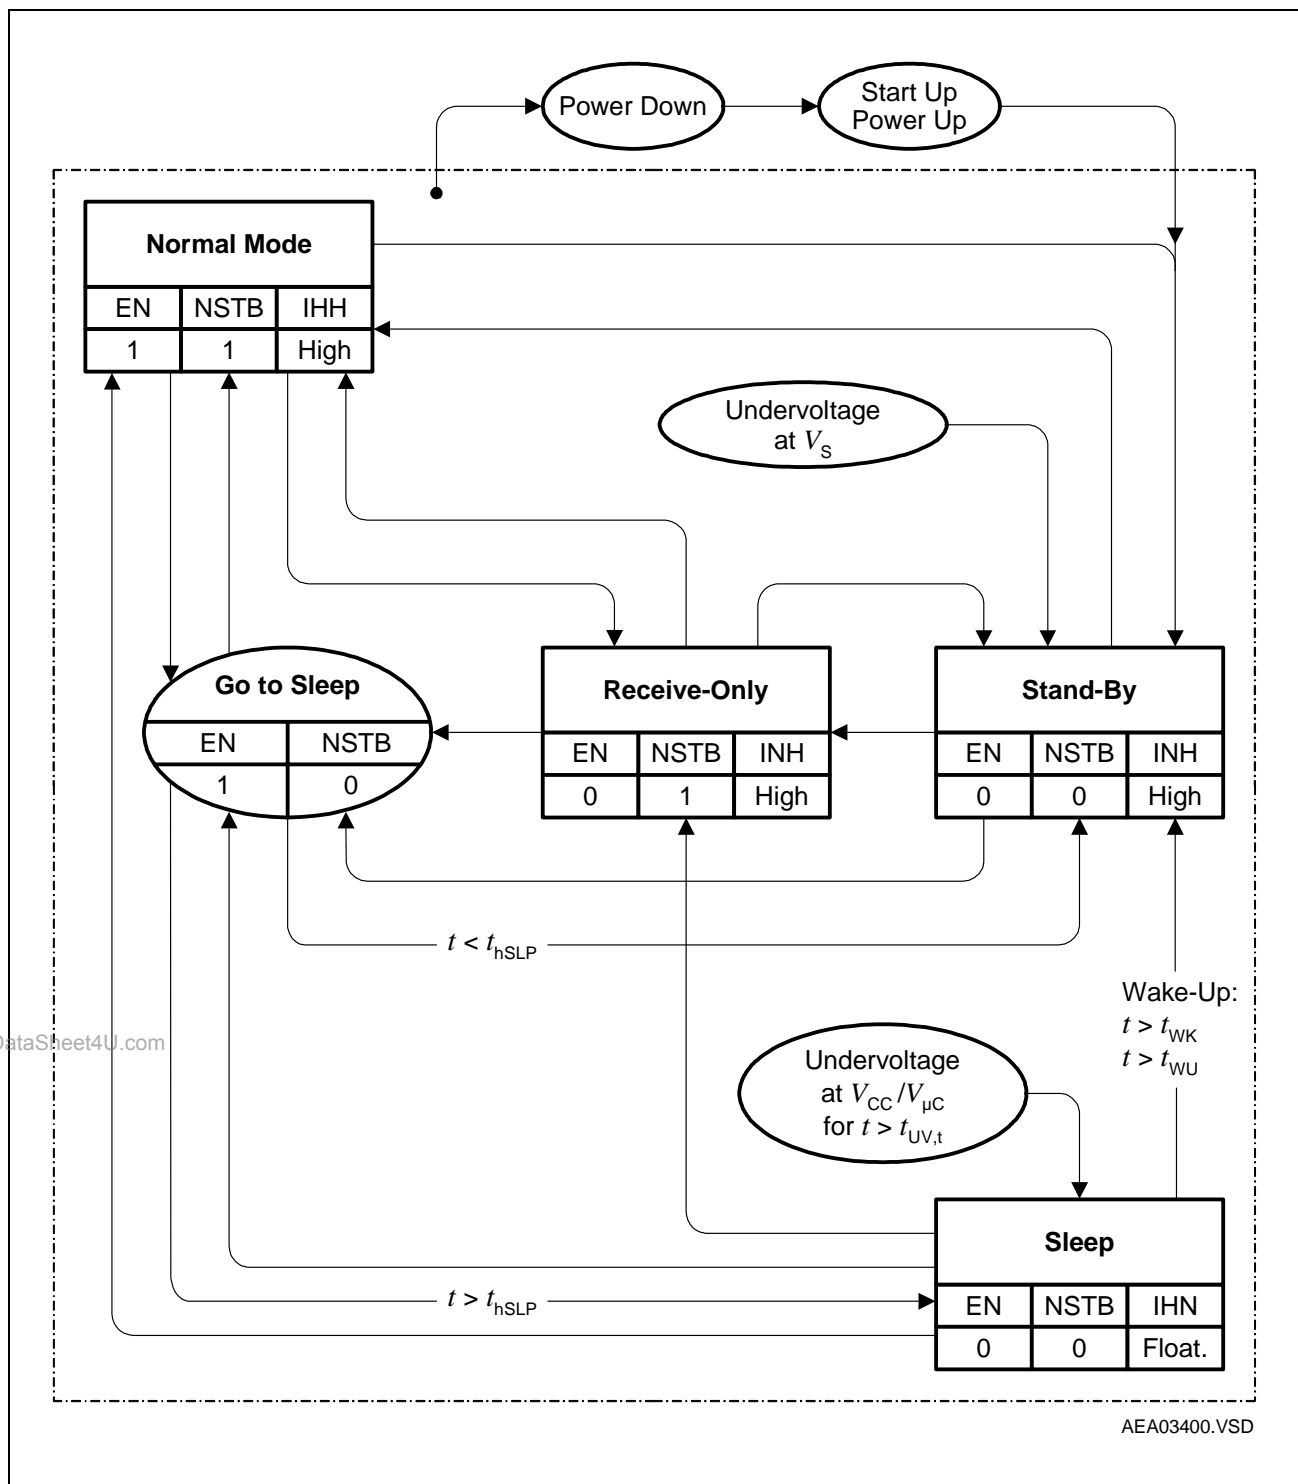 Power Down
Start Up
Power Up
Normal Mode
EN NSTB IHH
1 1 High
Undervoltage
at VS
Go to Sleep
EN NSTB
1 0
Receive-Only
EN NSTB INH
0 1 High
Stand-By
EN NSTB INH
0 0 High
t < thSLP
Wake-Up:
t > tWK
t > tWU
DataSheet4U.com
Undervoltage
at VCC/VµC
for t > tUV,t
Sleep
EN NSTB IHN
0 0 Float.
t > thSLP
AEA03400.VSD